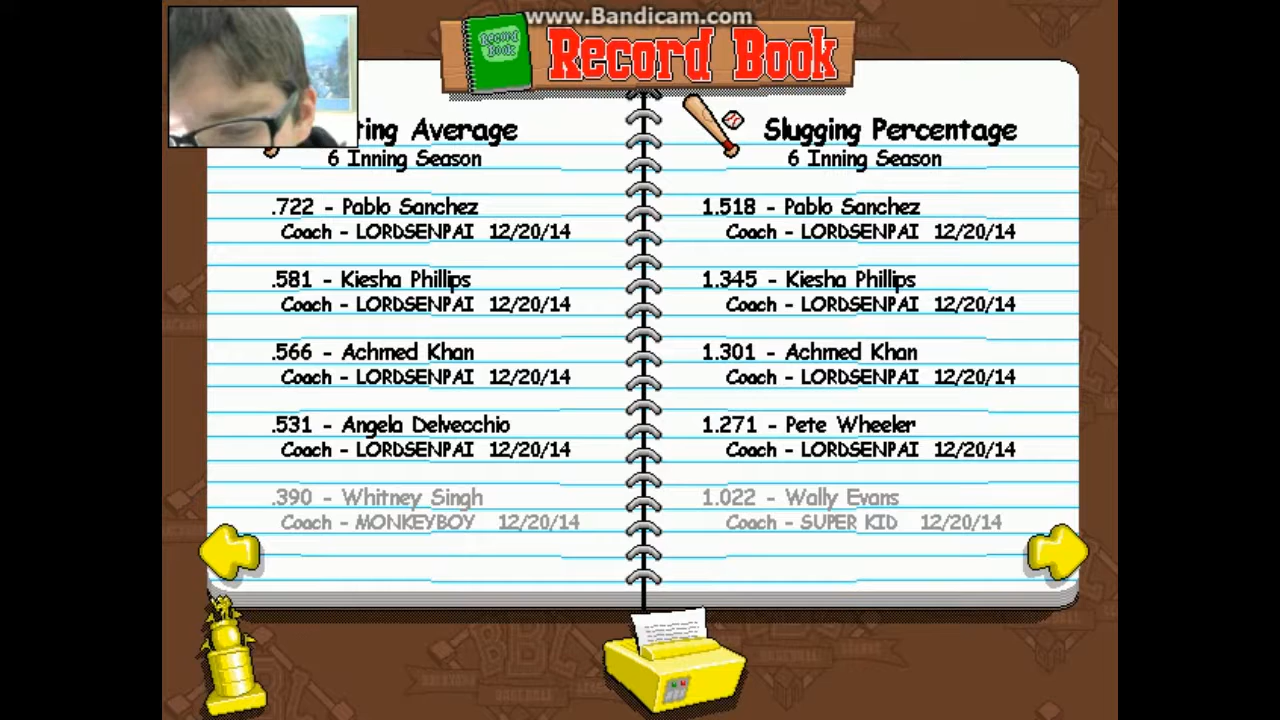 www.Bandicam.com
Record Book
Record
Book
ting Average
6 Inning Season
.722 - Pablo Sanchez
Coach - LORDSENPAI 12/20/14
.581 - Kiesha Phillips
Coach - LORDSENPAI 12/20/14
.566 - Achmed Khan
Coach - LORDSENPAI 12/20/14
.531 - Angela Delvecchio
Coach - LORDSENPAI 12/20/14
.390 - Whitney Singh
Coach - MONKEYBOY 12/20/14
Slugging Percentage
6 Inning Season
1.518 - Pablo Sanchez
Coach - LORDSENPAI 12/20/14
1.345 - Kiesha Phillips
Coach - LORDSENPAI 12/20/14
1.301 - Achmed Khan
Coach - LORDSENPAI 12/20/14
1.271 - Pete Wheeler
Coach - LORDSENPAI 12/20/14
1.022 - Wally Evans
Coach - SUPER KID 12/20/14
BBL